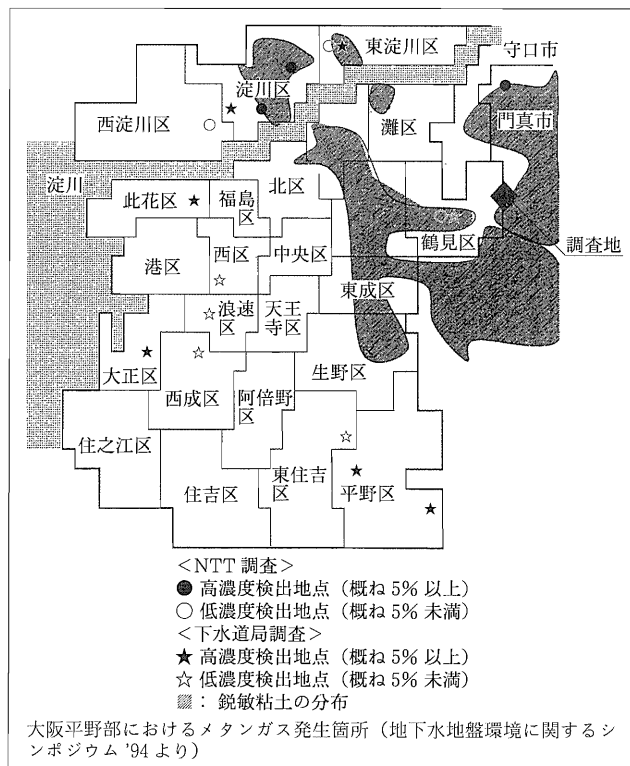 東淀川区
守口市
淀川区
西淀川区
灘区
門真市
淀川
北区
此花区
福島区
鶴見区
調査地
港区
西区
中央区
東成区
浪速区
天王寺区
大正区
生野区
西成区
阿倍野区
住之江区
東住吉区
住吉区
平野区
<NTT 調査>
高濃度検出地点(概ね 5% 以上)
低濃度検出地点(概ね 5% 未満)
<下水道局調査>
★ 高濃度検出地点(概ね 5% 以上)
☆ 低濃度検出地点(概ね 5% 未満)
:鋭敏粘土の分布
大阪平野部におけるメタンガス発生箇所(地下水地盤環境に関するシ
ンポジウム '94 より)